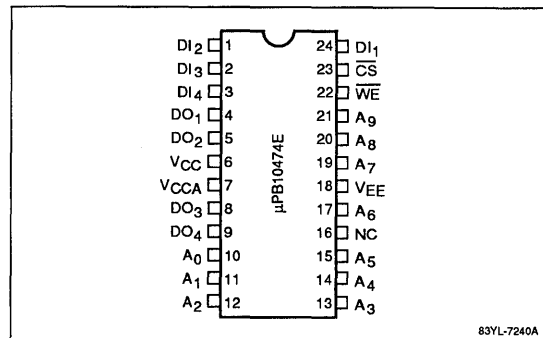 DI2 1 24 DI1
DI3 2 23 CS
DI4 3 22 WE
DO1 4 21 A9
DO2 5 20 A8
VCC 6 19 A7
VCCA 7 18 VEE
DO3 8 17 A6
DO4 9 16 NC
A0 10 15 A5
A1 11 14 A4
A2 12 13 A3
μPB10474E
83YL-7240A